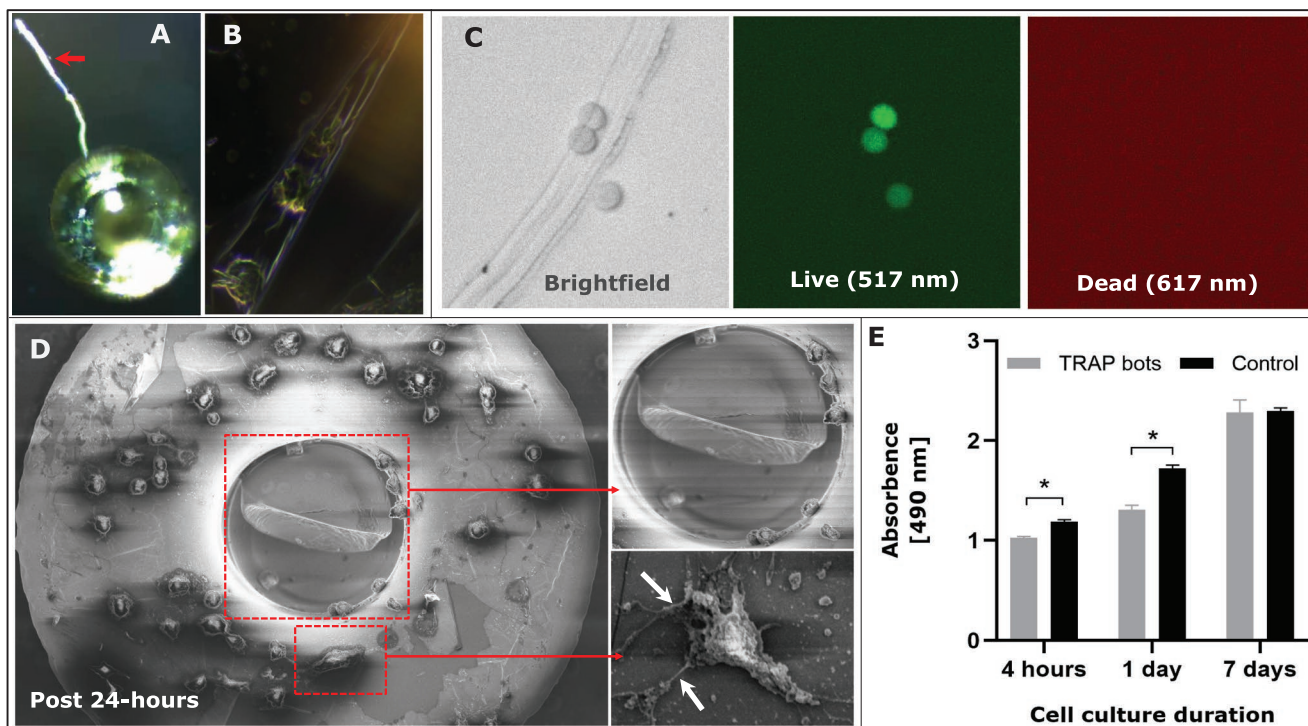 A
B
C
Brightfield
Live (517 nm)
Dead (617 nm)
D
Post 24-hours
E
TRAP bots
Control
Absorbence
[490 nm]
3
2
1
0
*
*
4 hours
1 day
7 days
Cell culture duration